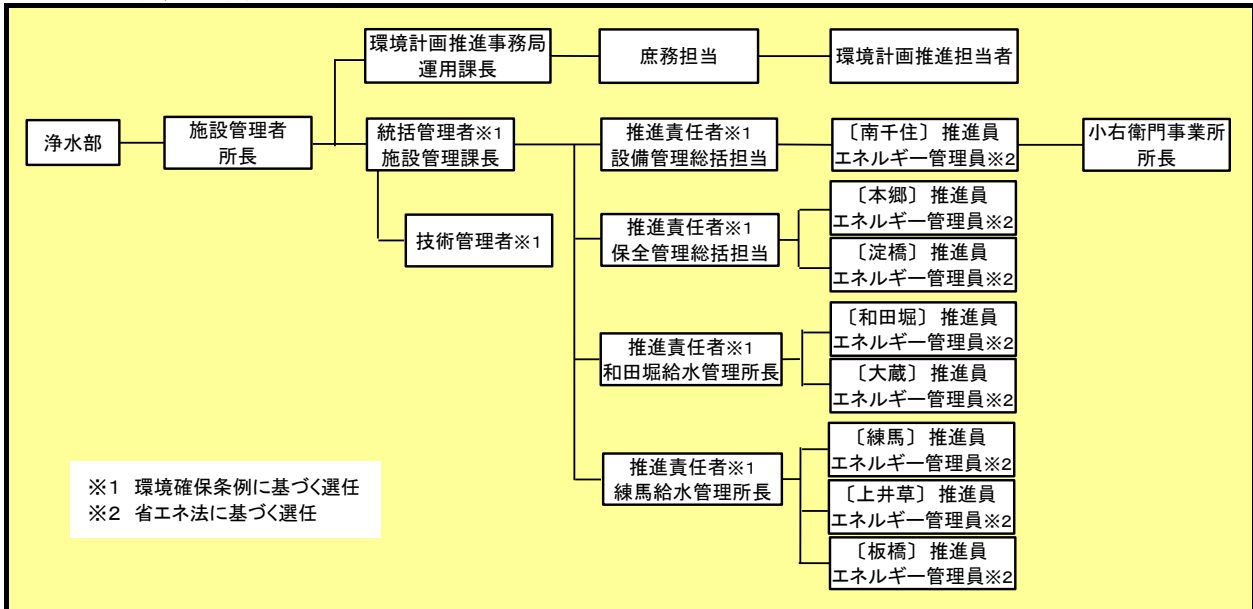 環境計画推進事務局
運用課長
庶務担当
環境計画推進担当者
浄水部
施設管理者
所長
統括管理者※1
施設管理課長
推進責任者※1
設備管理総括担当
〔南千住〕 推進員
エネルギー管理員※2
小右衛門事業所
所長
技術管理者※1
推進責任者※1
保全管理総括担当
〔本郷〕 推進員
エネルギー管理員※2
〔淀橋〕 推進員
エネルギー管理員※2
推進責任者※1
和田堀給水管理所長
〔和田堀〕 推進員
エネルギー管理員※2
〔大蔵〕 推進員
エネルギー管理員※2
推進責任者※1
練馬給水管理所長
〔練馬〕 推進員
エネルギー管理員※2
〔上井草〕 推進員
エネルギー管理員※2
〔板橋〕 推進員
エネルギー管理員※2
※1 環境確保条例に基づく選任
※2 省エネ法に基づく選任